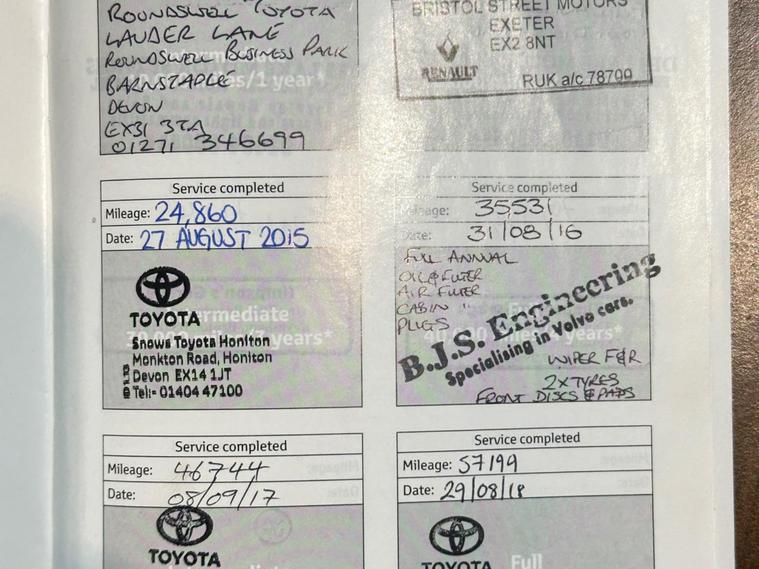 ROUNDSWELL TOYOTA
LAUDER LANE
ROUNDSWELL BUSINESS PARK
BARNSTAPLE
DEVON
EX31 3TA
01271 346699
BRISTOL STREET MOTORS
EXETER
EX2 8NT
RENAULT
RUK a/c 78700
Service completed
Mileage: 24,860
Date: 27 AUGUST 2015
TOYOTA
Snows Toyota Honiton
Monkton Road, Honiton
Devon EX14 1JT
Tel:- 01404 47100
Service completed
Mileage: 35531
Date: 31/08/16
FULL ANNUAL
OIL & FILTER
AIR FILTER
CABIN "
PLUGS
B.J.S. Engineering
Specialising in Volvo cars.
WIPER F&R
2X TYRES
FRONT DISCS & PADS
Service completed
Mileage: 46744
Date: 08/09/17
TOYOTA
Service completed
Mileage: 57199
Date: 29/08/18
TOYOTA
Full